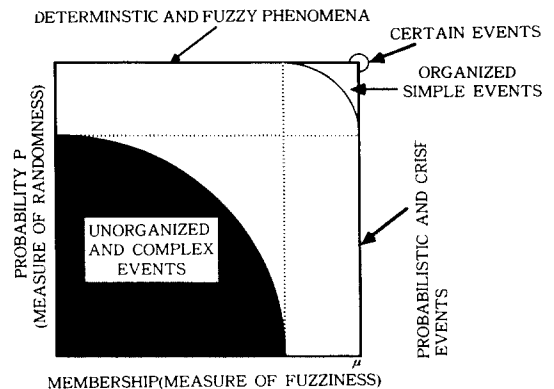 DETERMINSTIC AND FUZZY PHENOMENA
CERTAIN EVENTS
ORGANIZED
SIMPLE EVENTS
PROBABILITY P
(MEASURE OF RANDOMNESS)
UNORGANIZED
AND COMPLEX
EVENTS
PROBABILISTIC AND CRISF
EVENTS
μ
MEMBERSHIP(MEASURE OF FUZZINESS)